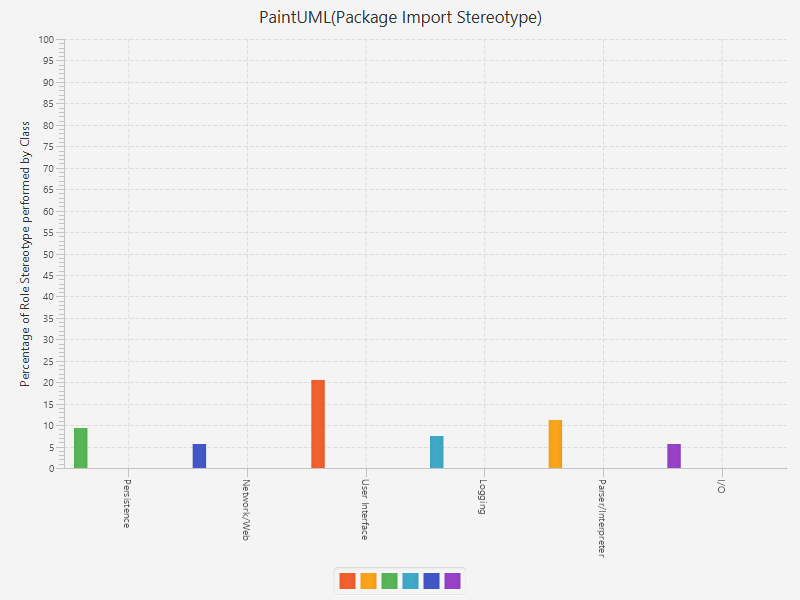 PaintUML(Package Import Stereotype)
Percentage of Role Stereotype performed by Class
100
95
90
85
80
75
70
65
60
55
50
45
40
35
30
25
20
15
10
5
0
Persistence
Network/Web
User Interface
Logging
Parser/Interpreter
I/O